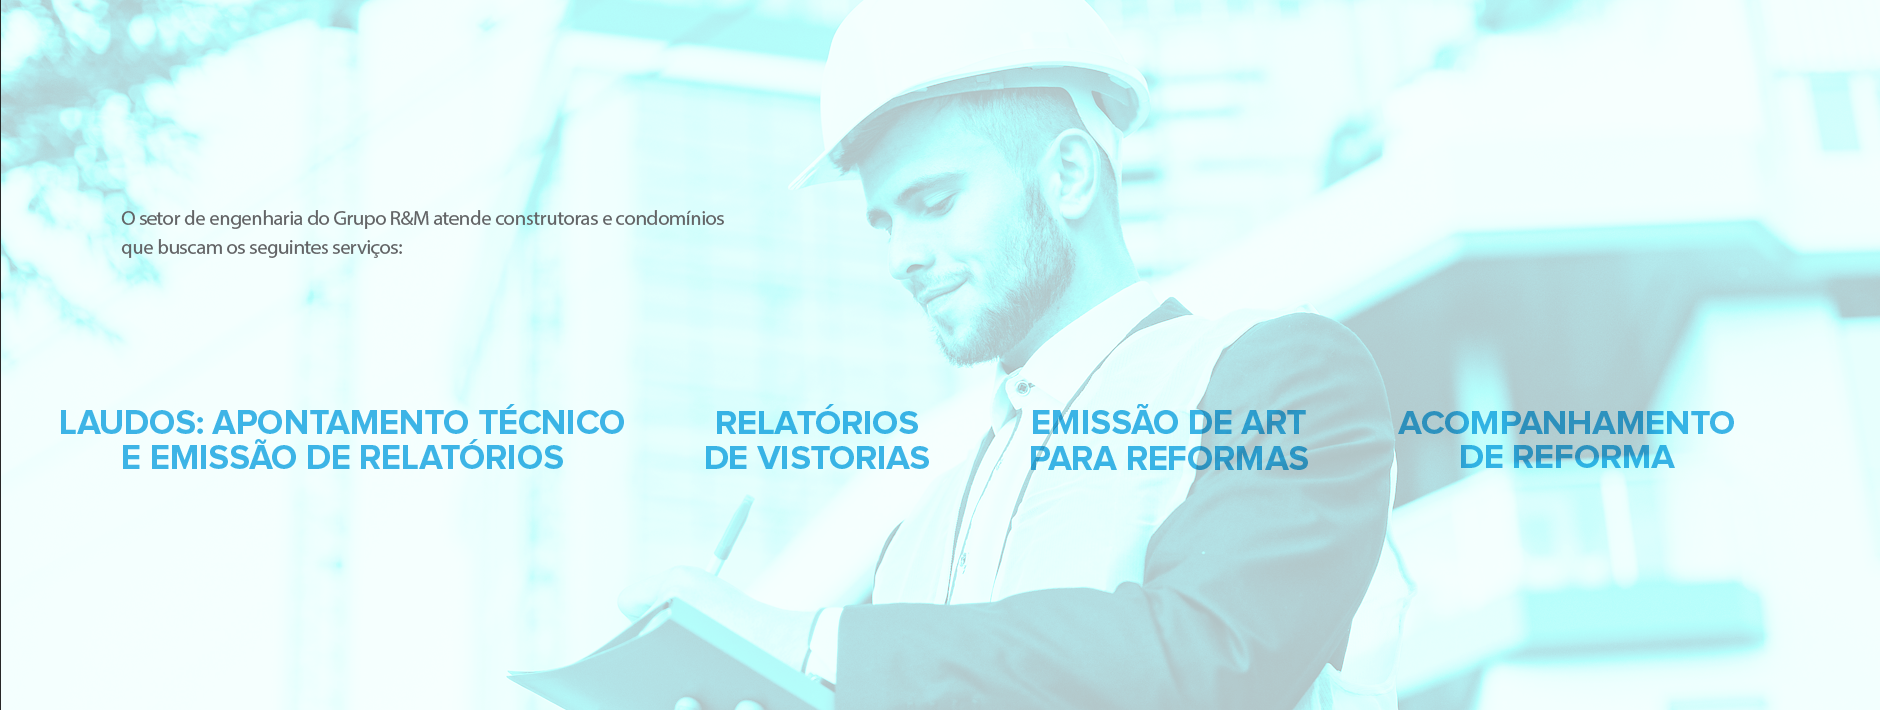 O setor de engenharia do Grupo R&M atende construtoras e condomínios
que buscam os seguintes serviços:
LAUDOS: APONTAMENTO TÉCNICO
E EMISSÃO DE RELATÓRIOS
RELATÓRIOS
DE VISTORIAS
EMISSÃO DE ART
PARA REFORMAS
ACOMPANHAMENTO
DE REFORMA